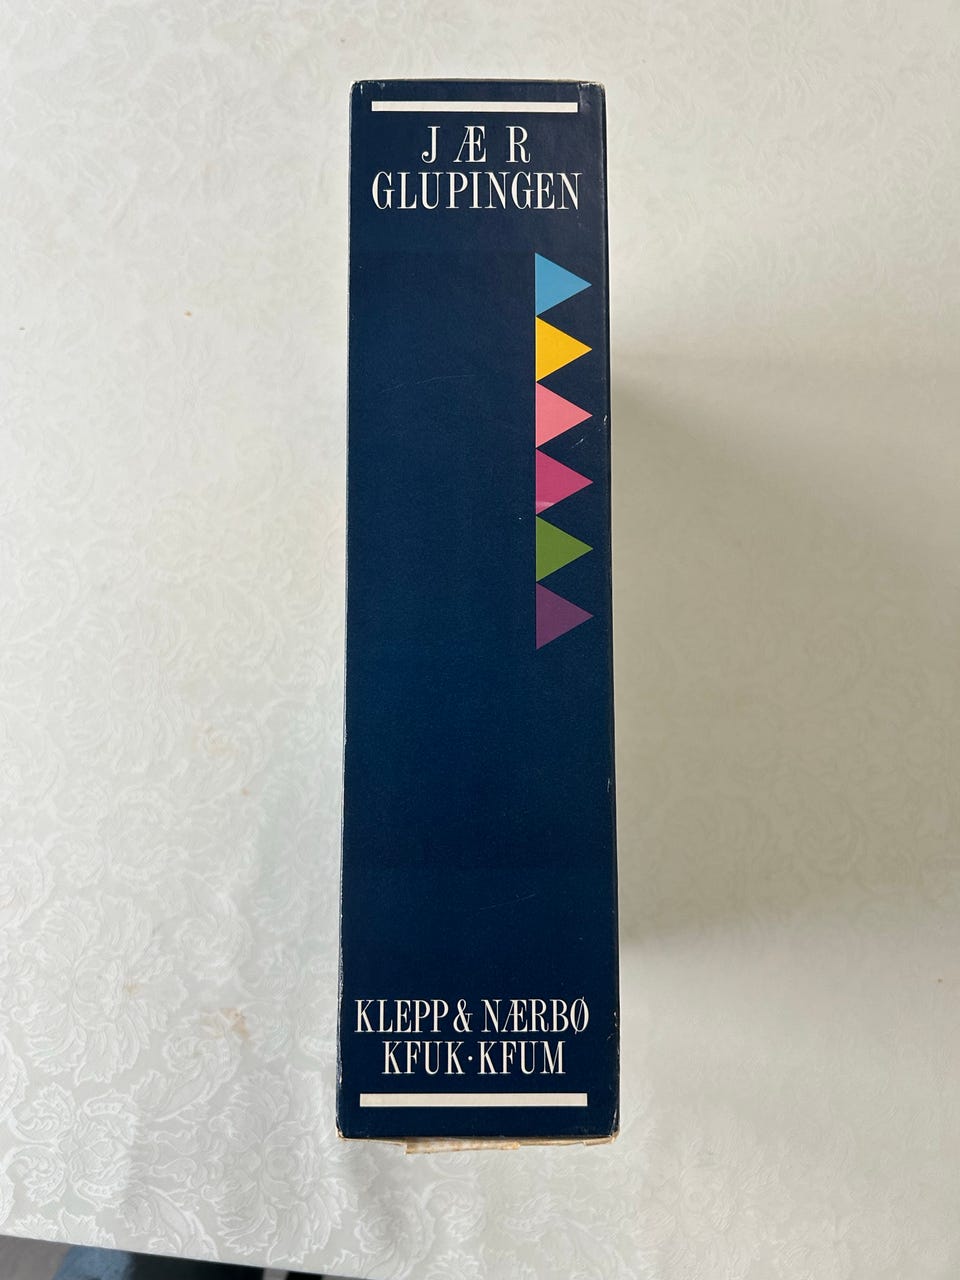 JÆR
GLUPINGEN
KLEPP & NÆRBØ
KFUK·KFUM